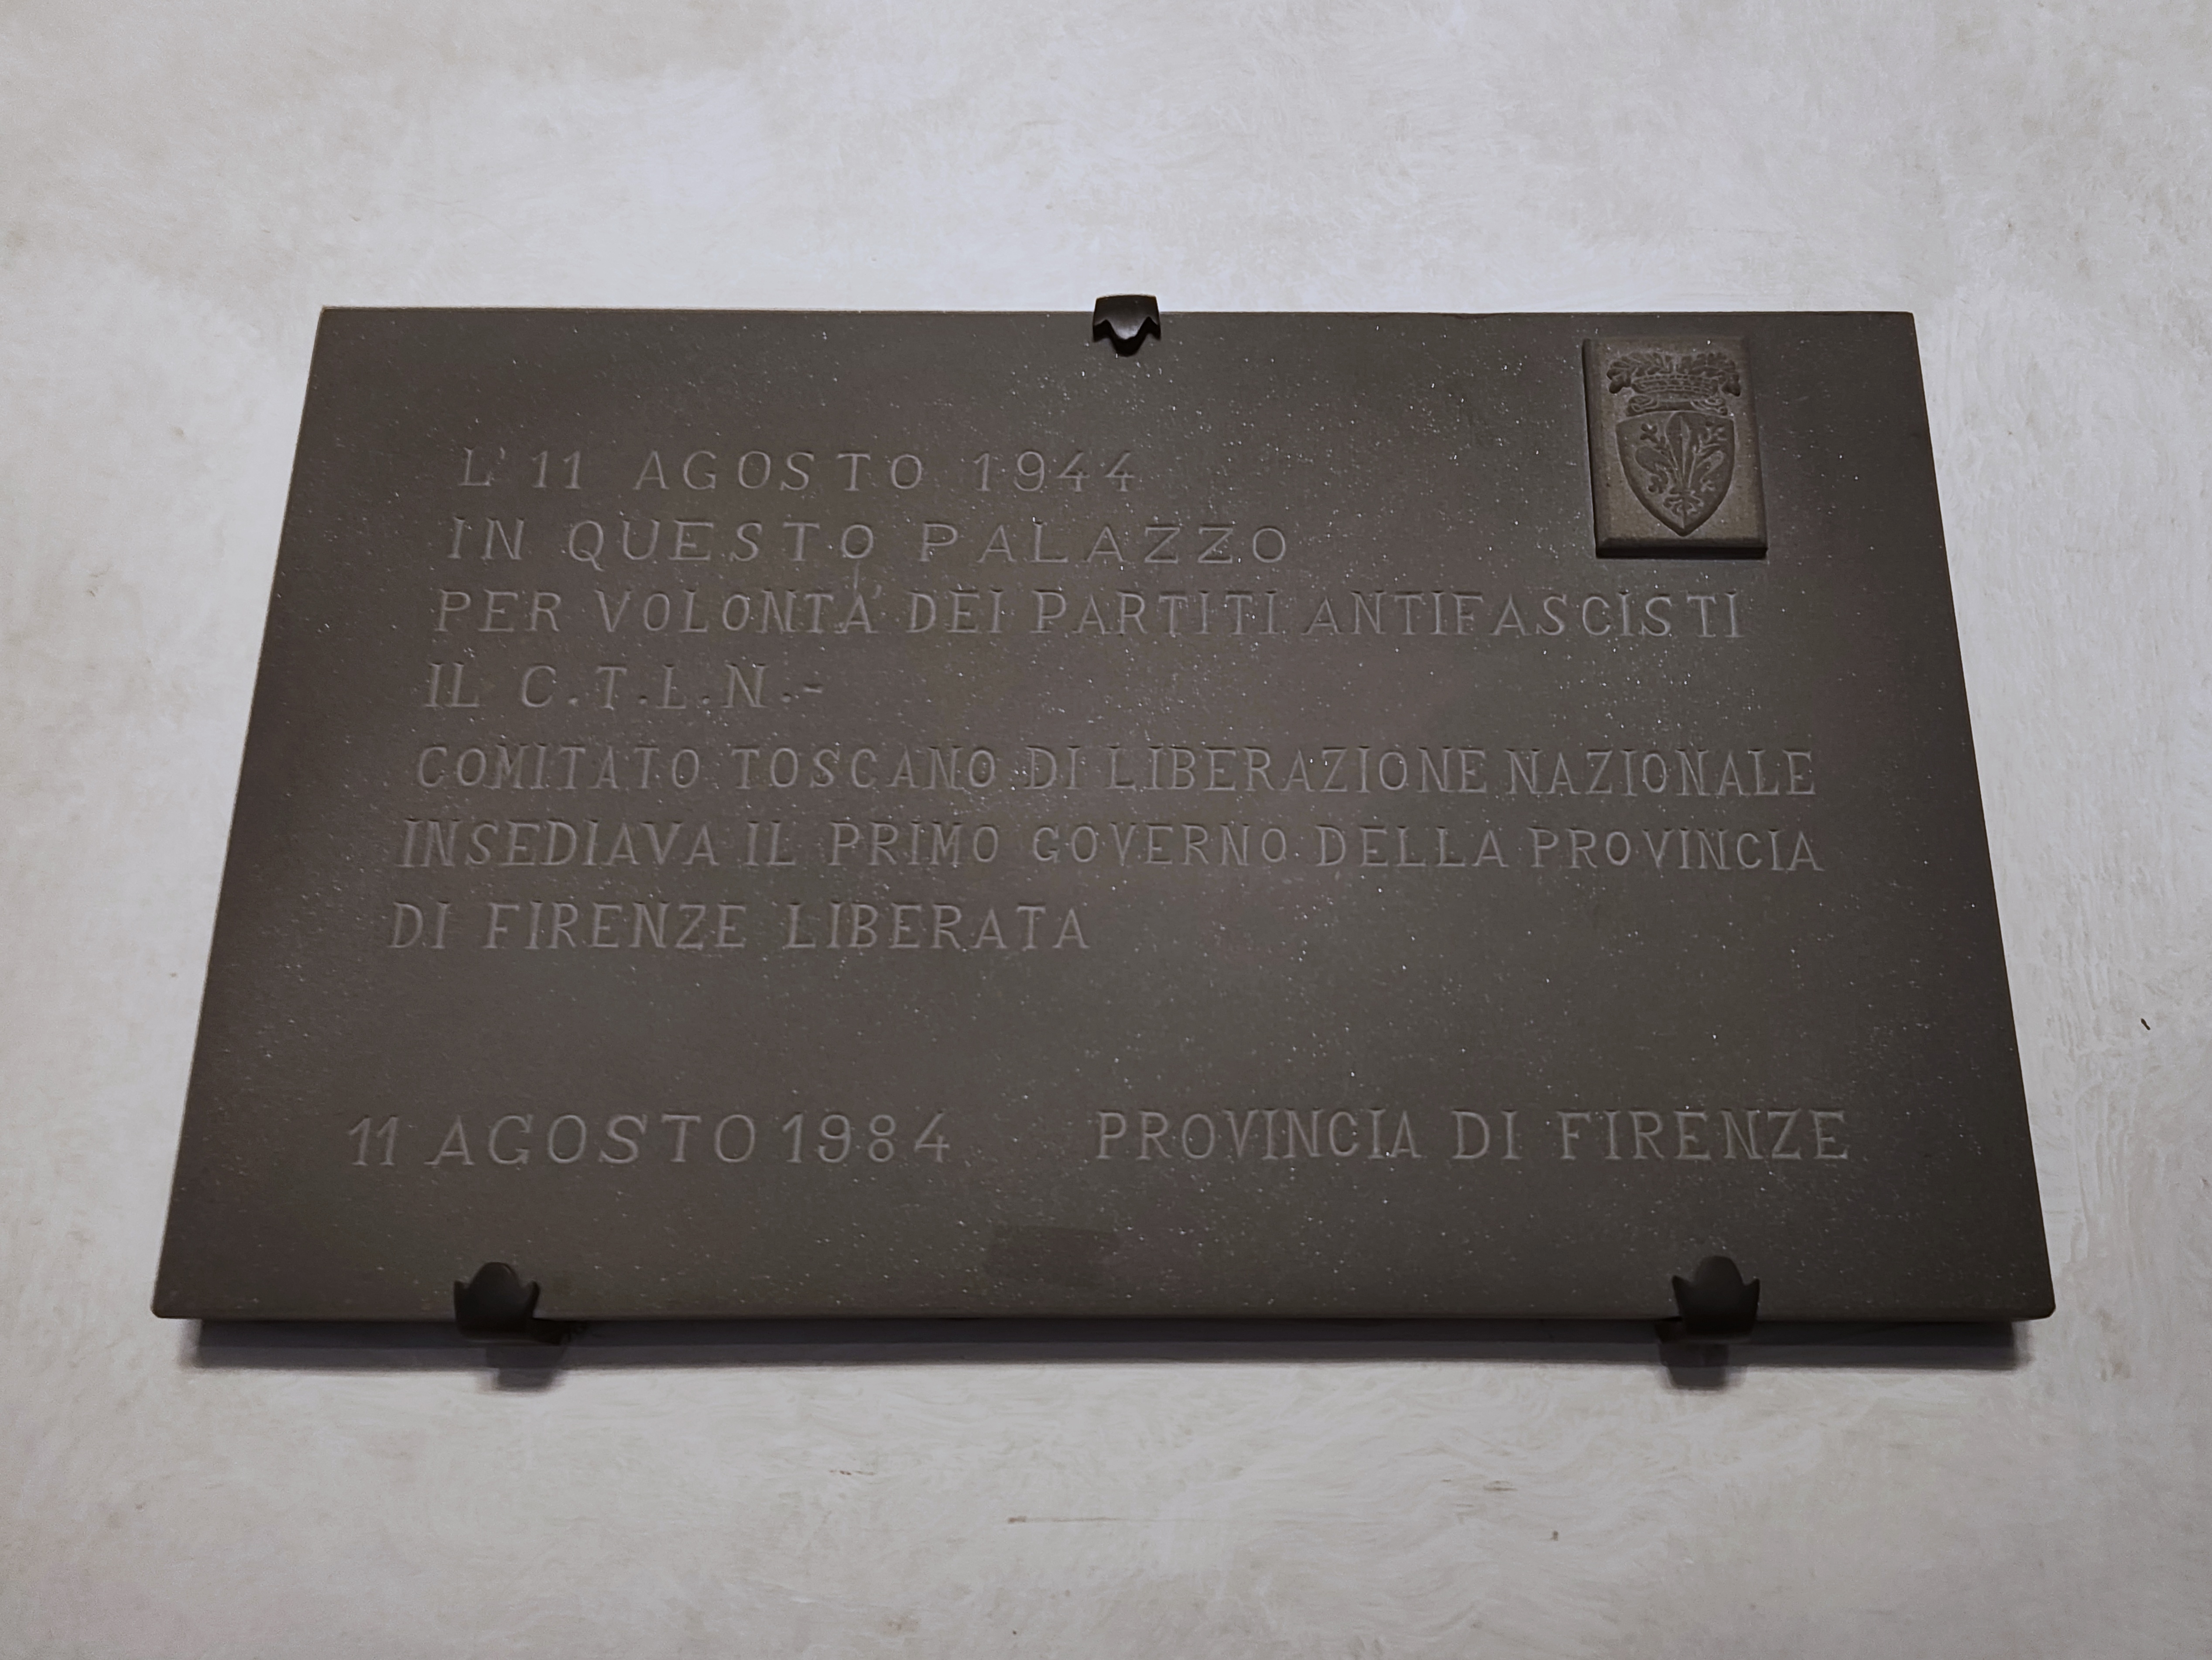 L'11 AGOSTO 1944
IN QUESTO PALAZZO
PER VOLONTA' DEI PARTITI ANTIFASCISTI
IL C.T.L.N.-
COMITATO TOSCANO DI LIBERAZIONE NAZIONALE
INSEDIAVA IL PRIMO GOVERNO DELLA PROVINCIA
DI FIRENZE LIBERATA
11 AGOSTO 1984 PROVINCIA DI FIRENZE